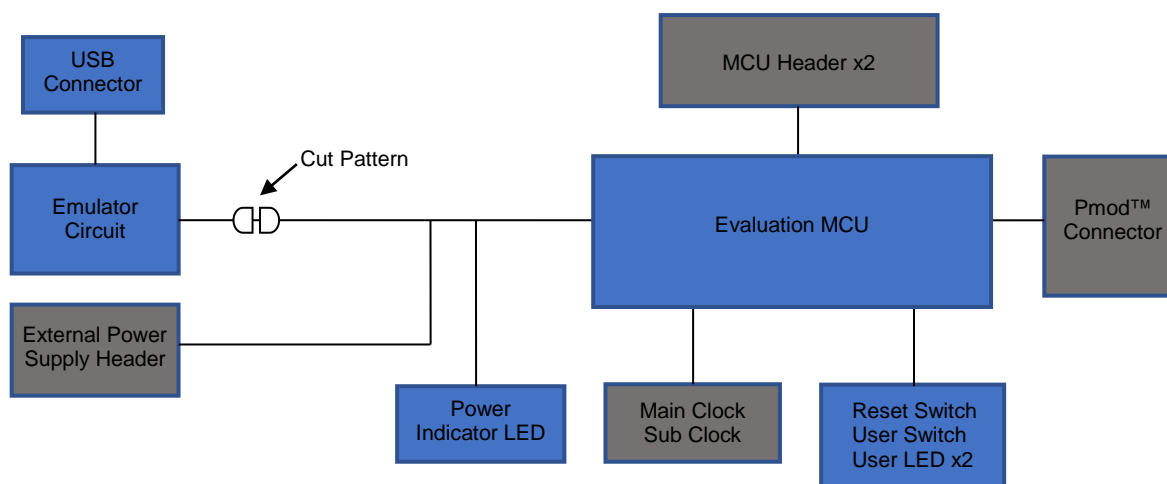 USB
Connector
MCU Header x2
Cut Pattern
Emulator
Circuit
Evaluation MCU
Pmod™
Connector
External Power
Supply Header
Power
Indicator LED
Main Clock
Sub Clock
Reset Switch
User Switch
User LED x2